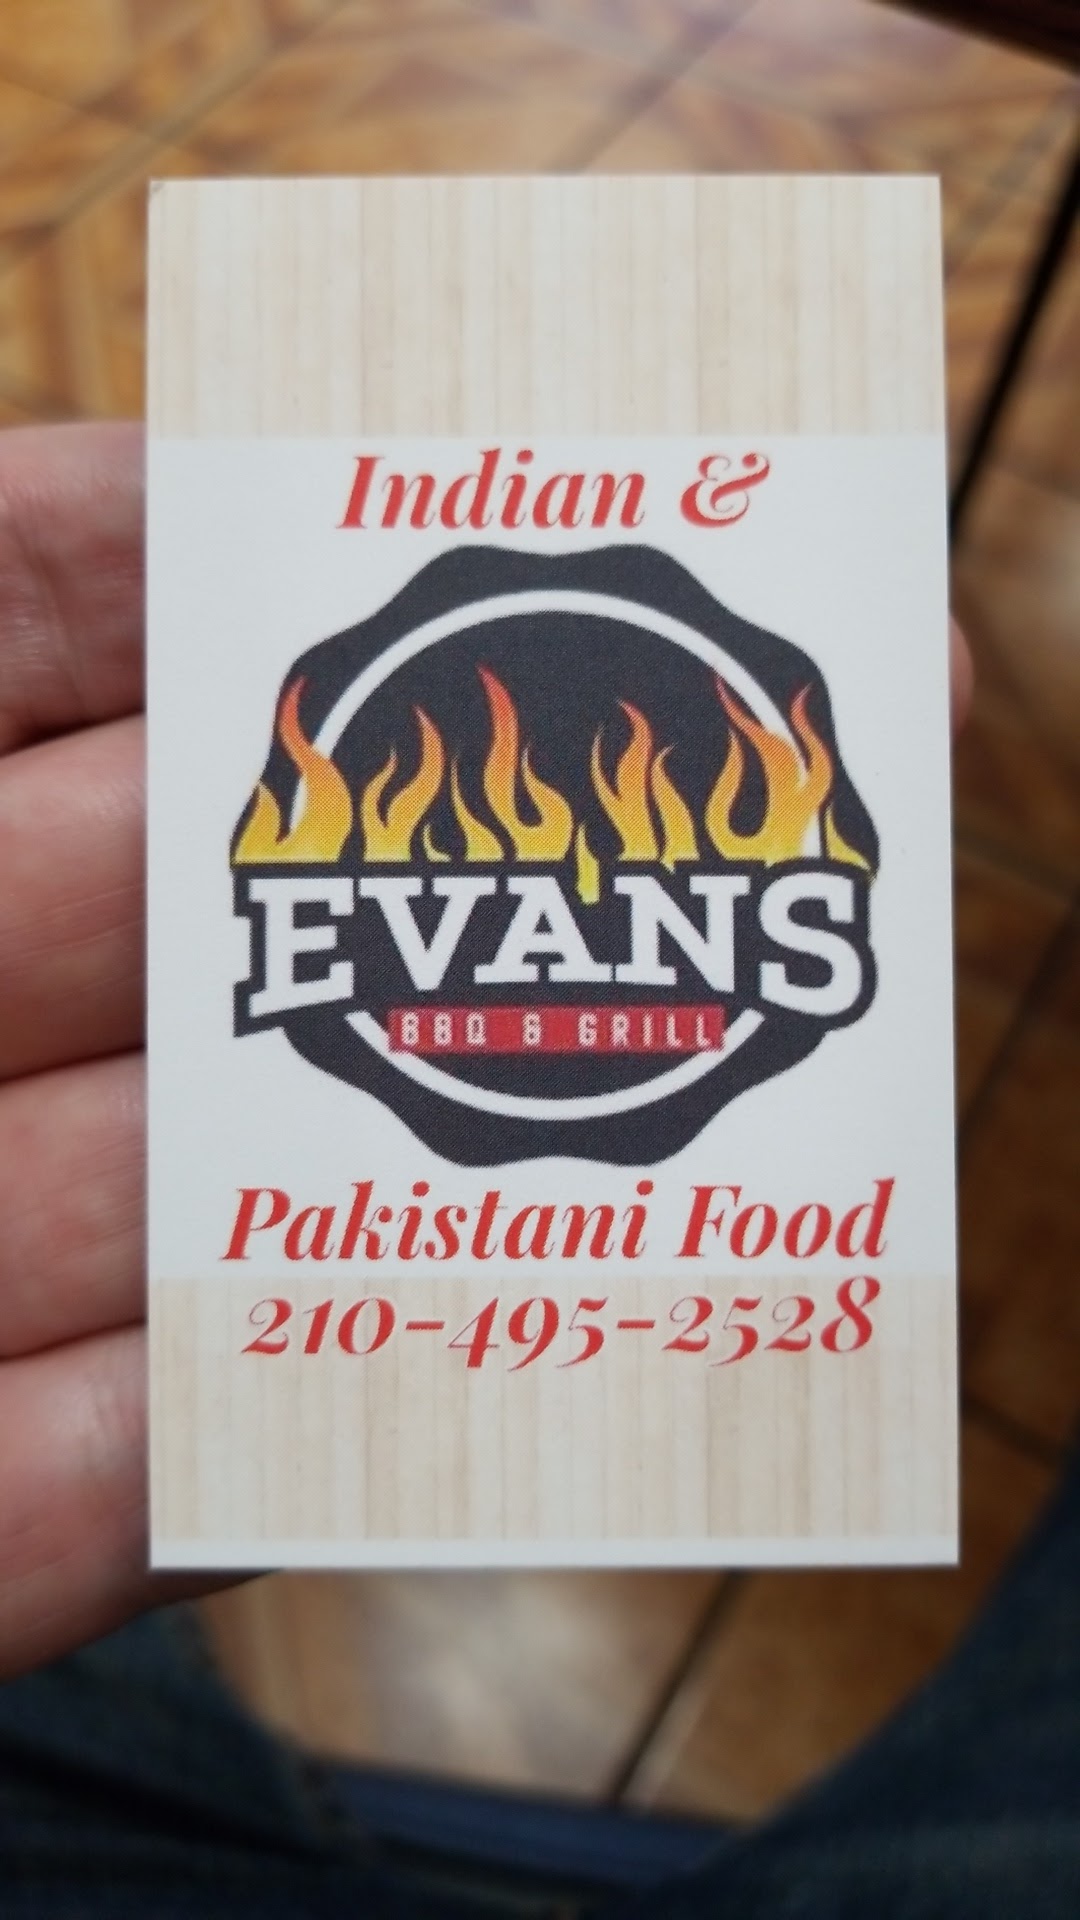 Indian &
EVANS
BBQ & GRILL
Pakistani Food
210-495-2528